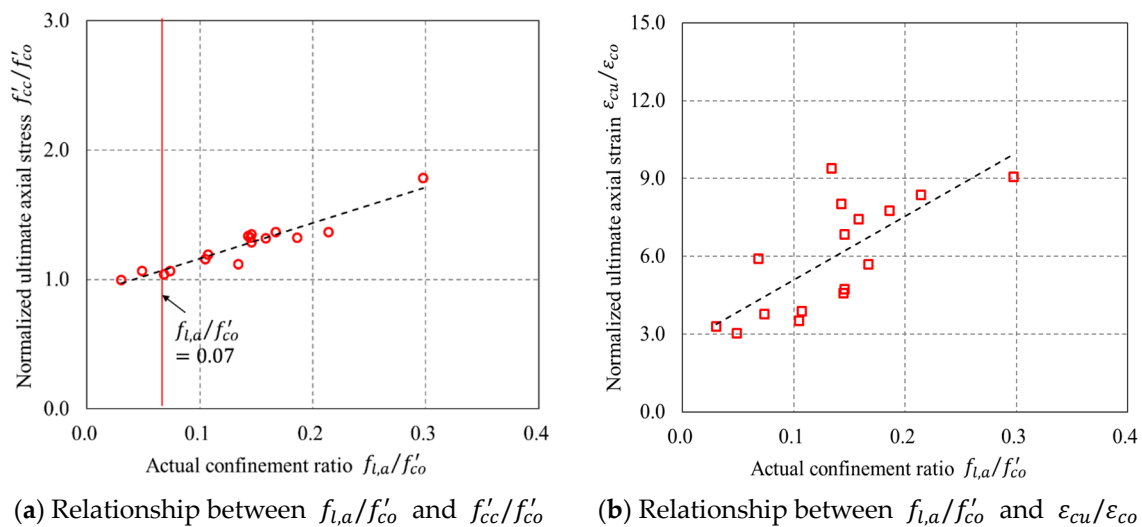 Normalized ultimate axial stress f′cc/f′co
3.0
2.0
1.0
0.0
fl,a/f′co
= 0.07
0.0 0.1 0.2 0.3 0.4
Actual confinement ratio fl,a/f′co
(a) Relationship between fl,a/f′co and f′cc/f′co
Normalized ultimate axial strain εcu/εco
15.0
12.0
9.0
6.0
3.0
0.0
0.0 0.1 0.2 0.3 0.4
Actual confinement ratio fl,a/f′co
(b) Relationship between fl,a/f′co and εcu/εco